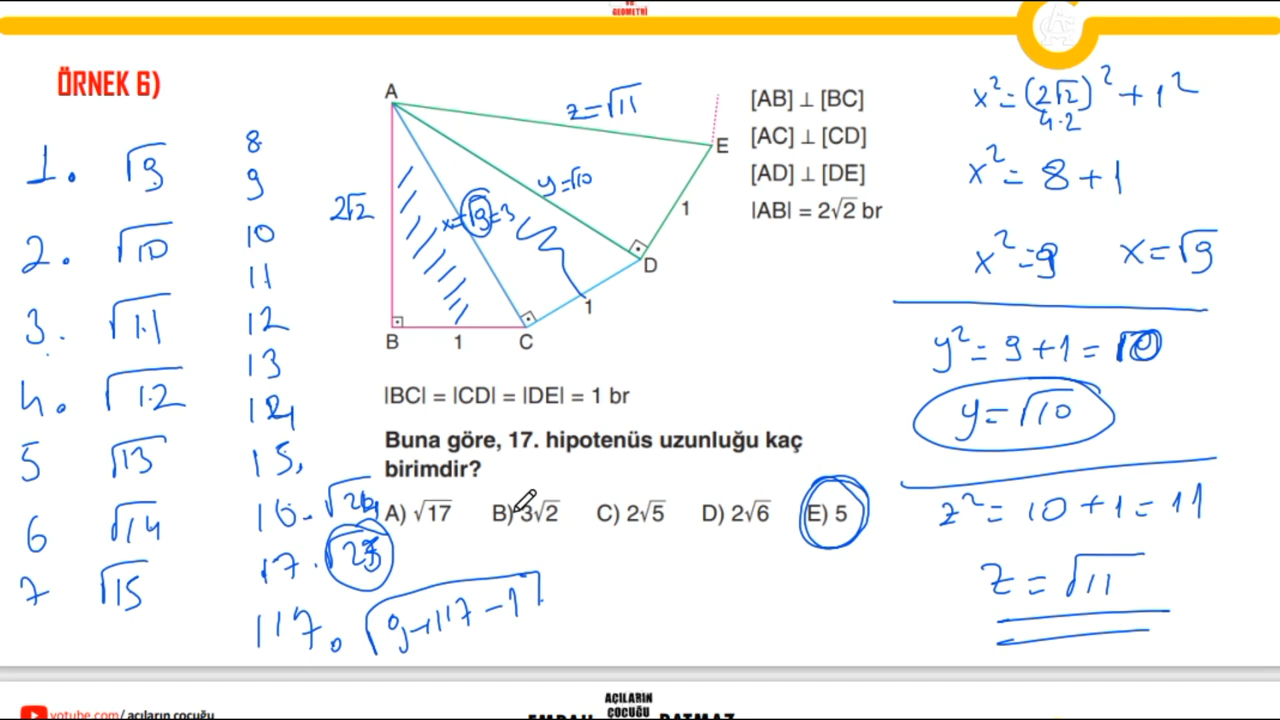 GEOMETRİ
ÖRNEK 6)
1. √9
2. √10
3. √11
4. √12
5 √13
6 √14
7 √15
8.
9
10
11
12
13
14
15.
16. √24
17. √25
117. √9+117-1
A
B
C
D
E
2√2
1
1
1
x=√9=3
y=√10
z=√11
[AB] ⊥ [BC]
[AC] ⊥ [CD]
[AD] ⊥ [DE]
|AB| = 2√2 br
|BC| = |CD| = |DE| = 1 br
Buna göre, 17. hipotenüs uzunluğu kaç
birimdir?
A) √17 B) 3√2 C) 2√5 D) 2√6 E) 5
x²=(2√2)²+1²
4.2
x²=8+1
x²=9 x=√9
y²=9+1=10
y=√10
z²=10+1=11
z=√11
youtube.com/açıların çocuğu
AÇILARIN
ÇOCUĞU